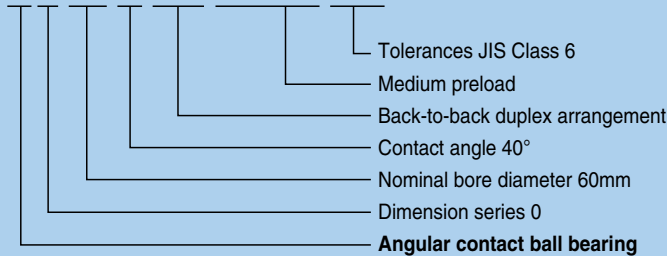 Tolerances JIS Class 6
Medium preload
Back-to-back duplex arrangement
Contact angle 40°
Nominal bore diameter 60mm
Dimension series 0
Angular contact ball bearing